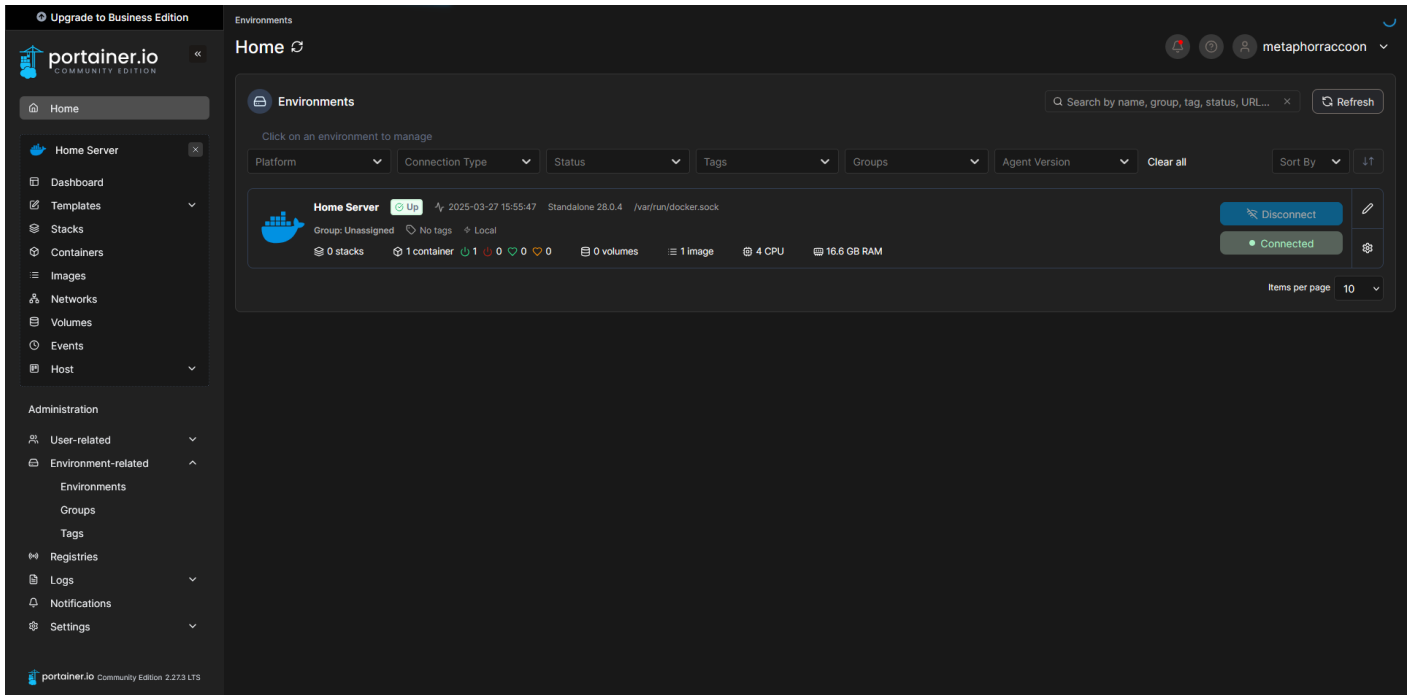 Upgrade to Business Edition
portainer.io
COMMUNITY EDITION
Home
Home Server
Dashboard
Templates
Stacks
Containers
Images
Networks
Volumes
Events
Host
Administration
User-related
Environment-related
Environments
Groups
Tags
Registries
Logs
Notifications
Settings
portainer.io Community Edition 2.27.3 LTS
Environments
Home
metaphorraccoon
Environments
Search by name, group, tag, status, URL...
Refresh
Click on an environment to manage
Platform Connection Type Status Tags Groups Agent Version Clear all Sort By
Home Server Up 2025-03-27 15:55:47 Standalone 28.0.4 /var/run/docker.sock
Group: Unassigned No tags Local
0 stacks 1 container 1 0 0 0 0 volumes 1 image 4 CPU 16.6 GB RAM
Disconnect
Connected
Items per page 10